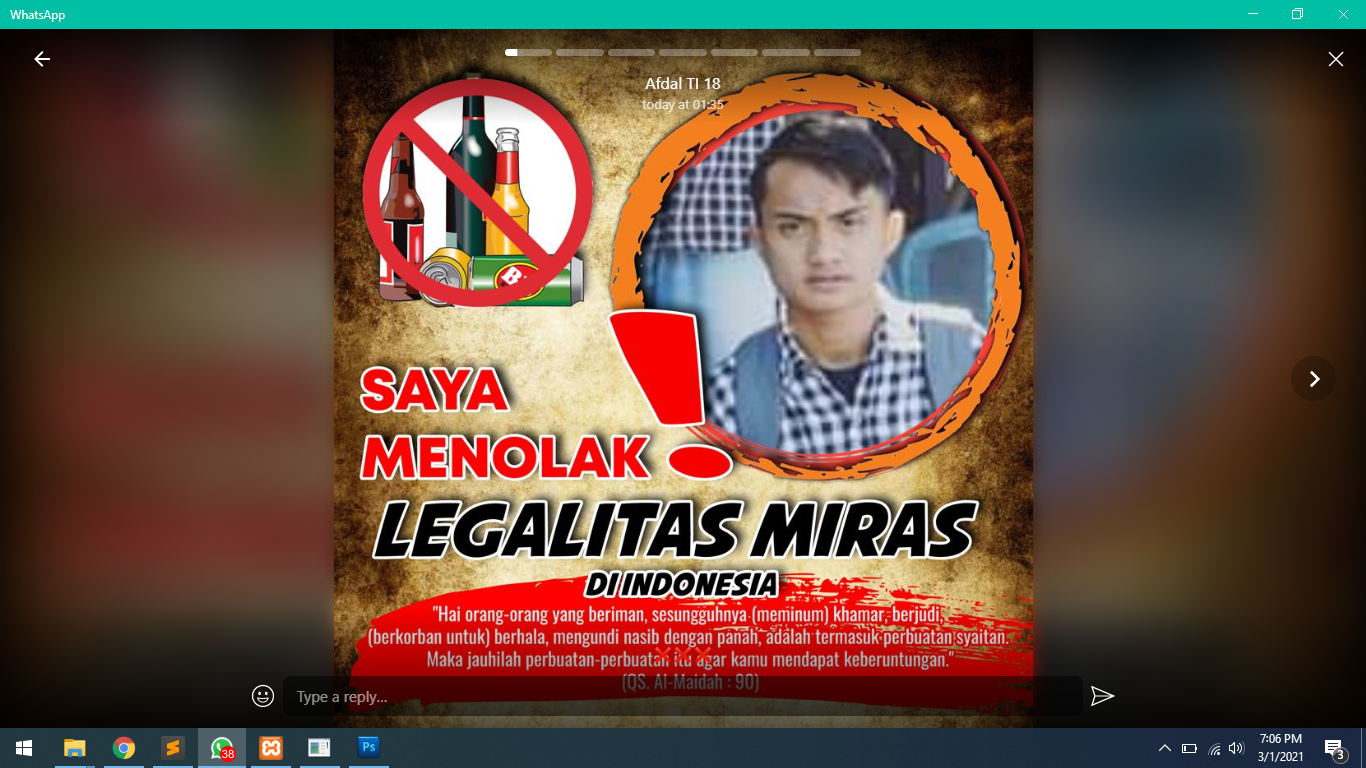 WhatsApp
Afdal TI 18
today at 01:35
SAYA
MENOLAK !
LEGALITAS MIRAS
DI INDONESIA
"Hai orang-orang yang beriman, sesungguhnya (meminum) khamar, berjudi,
(berkorban untuk) berhala, mengundi nasib dengan panah, adalah termasuk perbuatan syaitan.
Maka jauhilah perbuatan-perbuatan itu agar kamu mendapat keberuntungan."
(QS. Al-Maidah : 90)
Type a reply...
38
Ps
7:06 PM
3/1/2021
3